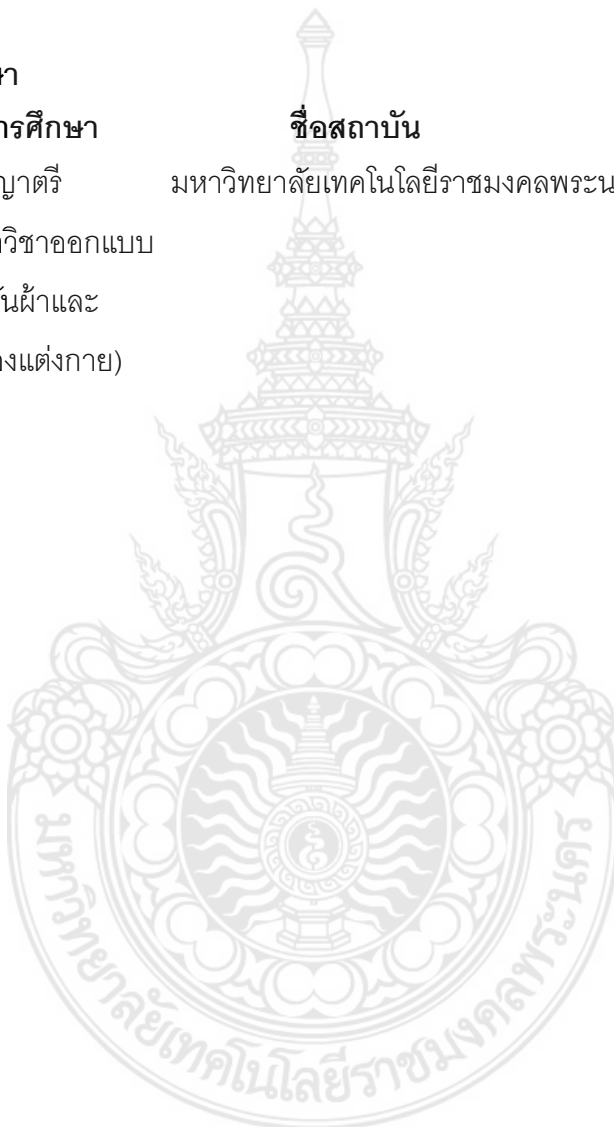 ษา
ารศึกษา ชื่อสถาบัน
ญาตรี มหาวิทยาลัยเทคโนโลยีราชมงคลพระน
าวิชาออกแบบ
ั่นผ้าและ
องแต่งกาย)
มหาวิทยาลัยเทคโนโลยีราชมงคลพระนคร